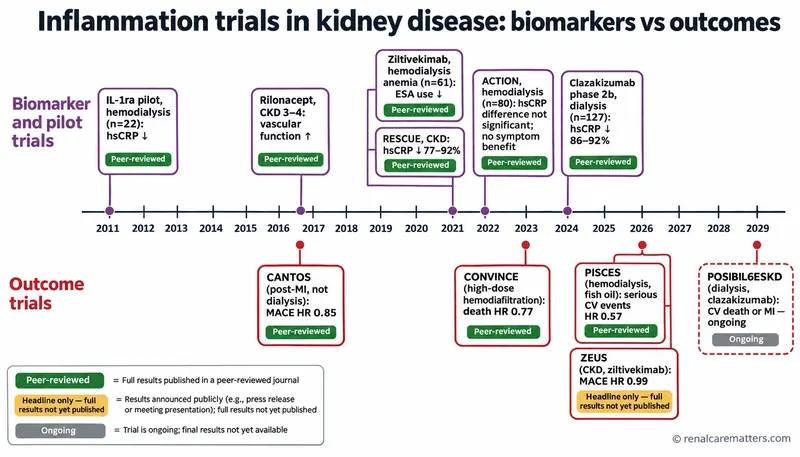 Inflammation trials in kidney disease: biomarkers vs outcomes
Biomarker
and pilot
trials
IL-1ra pilot,
hemodialysis
(n=22):
hsCRP ↓
Peer-reviewed
Rilonacept,
CKD 3–4:
vascular
function ↑
Peer-reviewed
Ziltivekimab,
hemodialysis
anemia (n=61):
ESA use ↓
Peer-reviewed
RESCUE, CKD:
hsCRP ↓ 77–92%
Peer-reviewed
ACTION,
hemodialysis
(n=80): hsCRP
difference not
significant;
no symptom
benefit
Peer-reviewed
Clazakizumab
phase 2b,
dialysis
(n=127):
hsCRP ↓
86–92%
Peer-reviewed
2011 2012 2013 2014 2015 2016 2017 2018 2019 2020 2021 2022 2023 2024 2025 2026 2027 2028 2029
Outcome
trials
CANTOS
(post-MI, not
dialysis):
MACE HR 0.85
Peer-reviewed
CONVINCE
(high-dose
hemodiafiltration):
death HR 0.77
Peer-reviewed
PISCES
(hemodialysis,
fish oil): serious
CV events
HR 0.57
Peer-reviewed
ZEUS
(CKD, ziltivekimab):
MACE HR 0.99
Headline only — full
results not yet published
POSIBIL6ESKD
(dialysis,
clazakizumab):
CV death or MI —
ongoing
Ongoing
Peer-reviewed = Full results published in a peer-reviewed journal
Headline only — full
results not yet published
= Results announced publicly (e.g., press release
or meeting presentation); full results not yet published
Ongoing = Trial is ongoing; final results not yet available
© renalcarematters.com